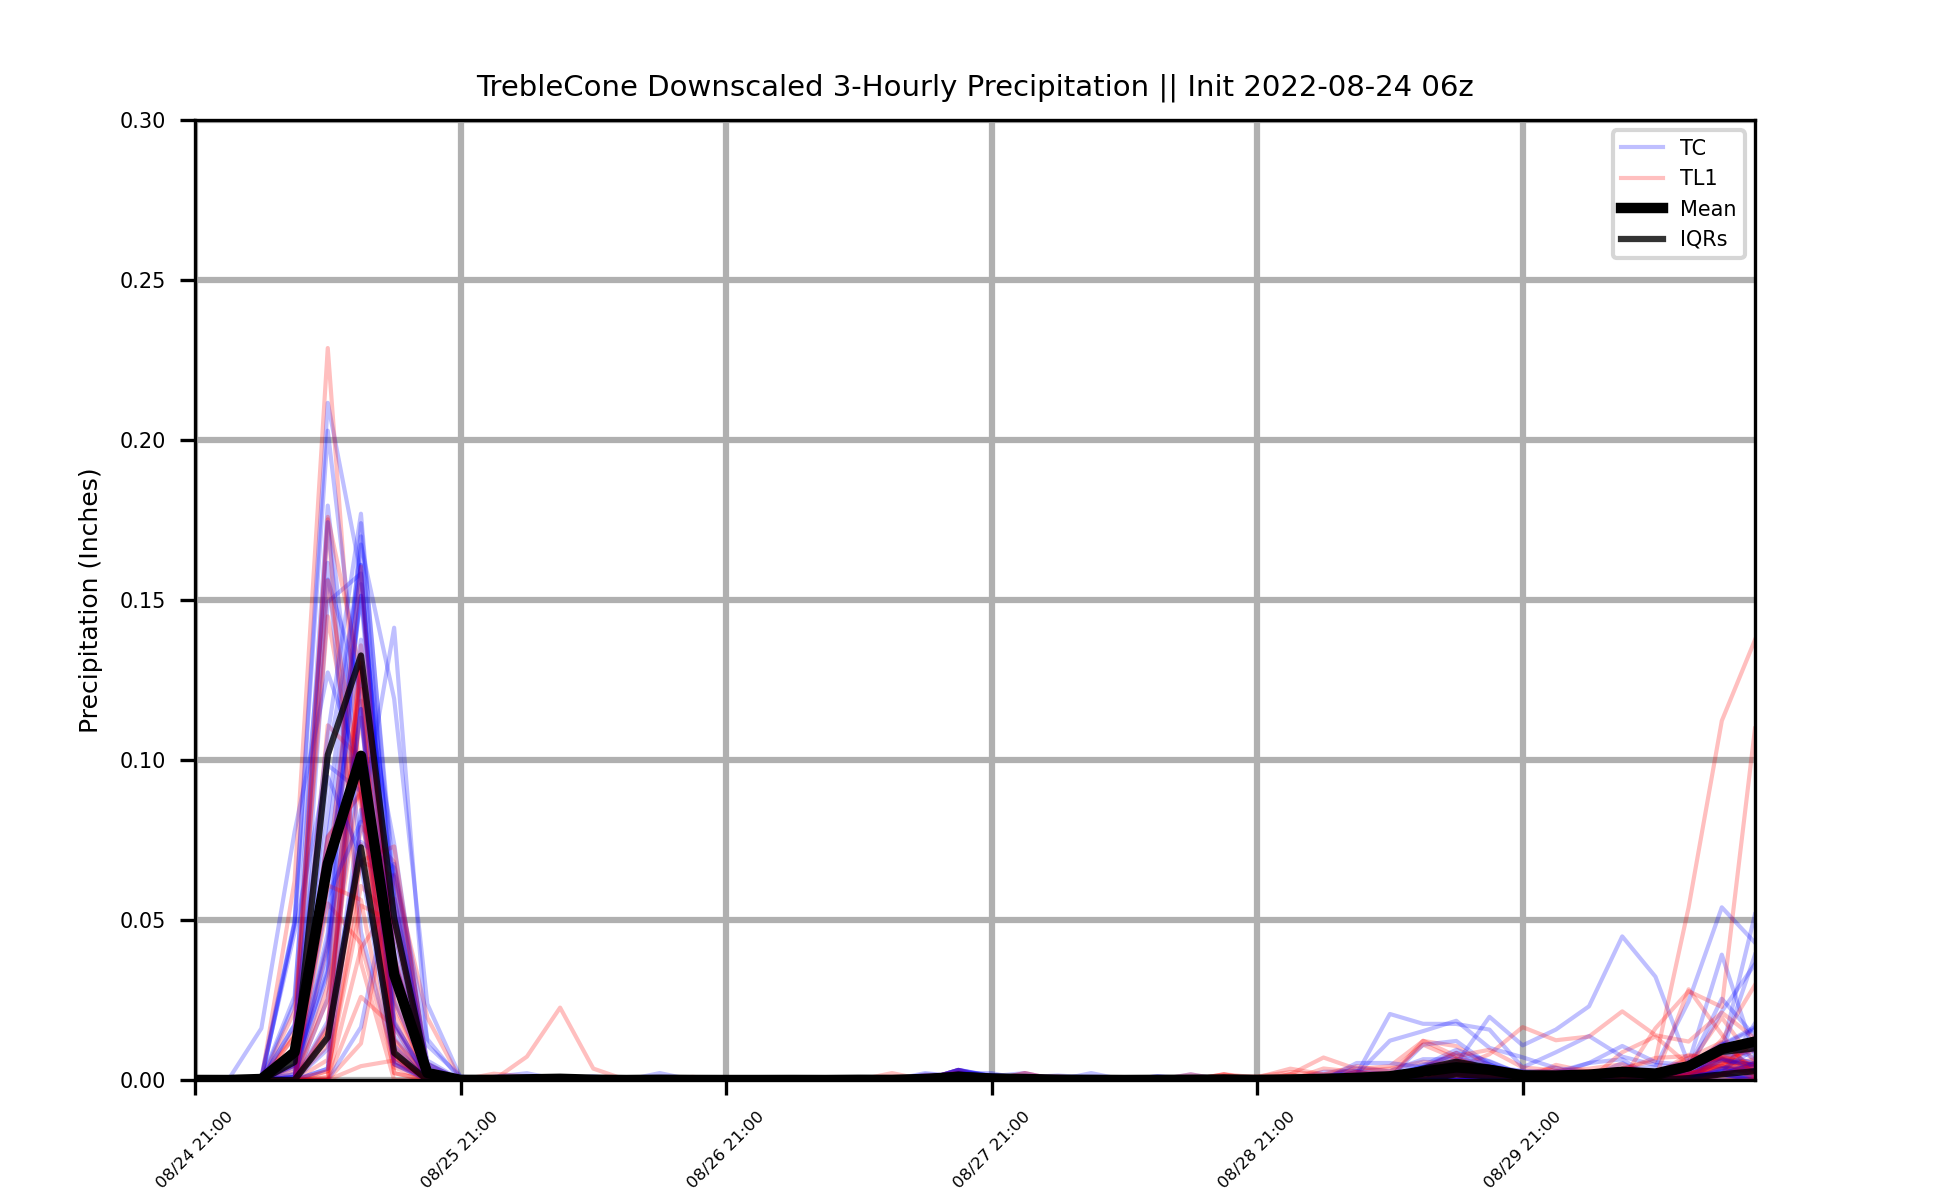 TrebleCone Downscaled 3-Hourly Precipitation || Init 2022-08-24 06z
Precipitation (Inches)
0.30
0.25
0.20
0.15
0.10
0.05
0.00
TC
TL1
Mean
IQRs
08/24 21:00
08/25 21:00
08/26 21:00
08/27 21:00
08/28 21:00
08/29 21:00